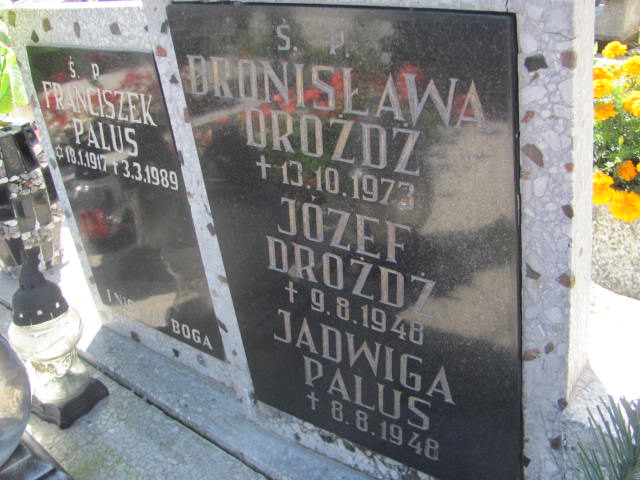 Ś. P.
FRANCISZEK
PALUS
☆18.1.1917 +3.3.1989
BOGA
Ś. P.
BRONISŁAWA
DROŻDŻ
+13.10.1973
JÓZEF
DROŻDŻ
+9.8.1948
JADWIGA
PALUS
+8.8.1948